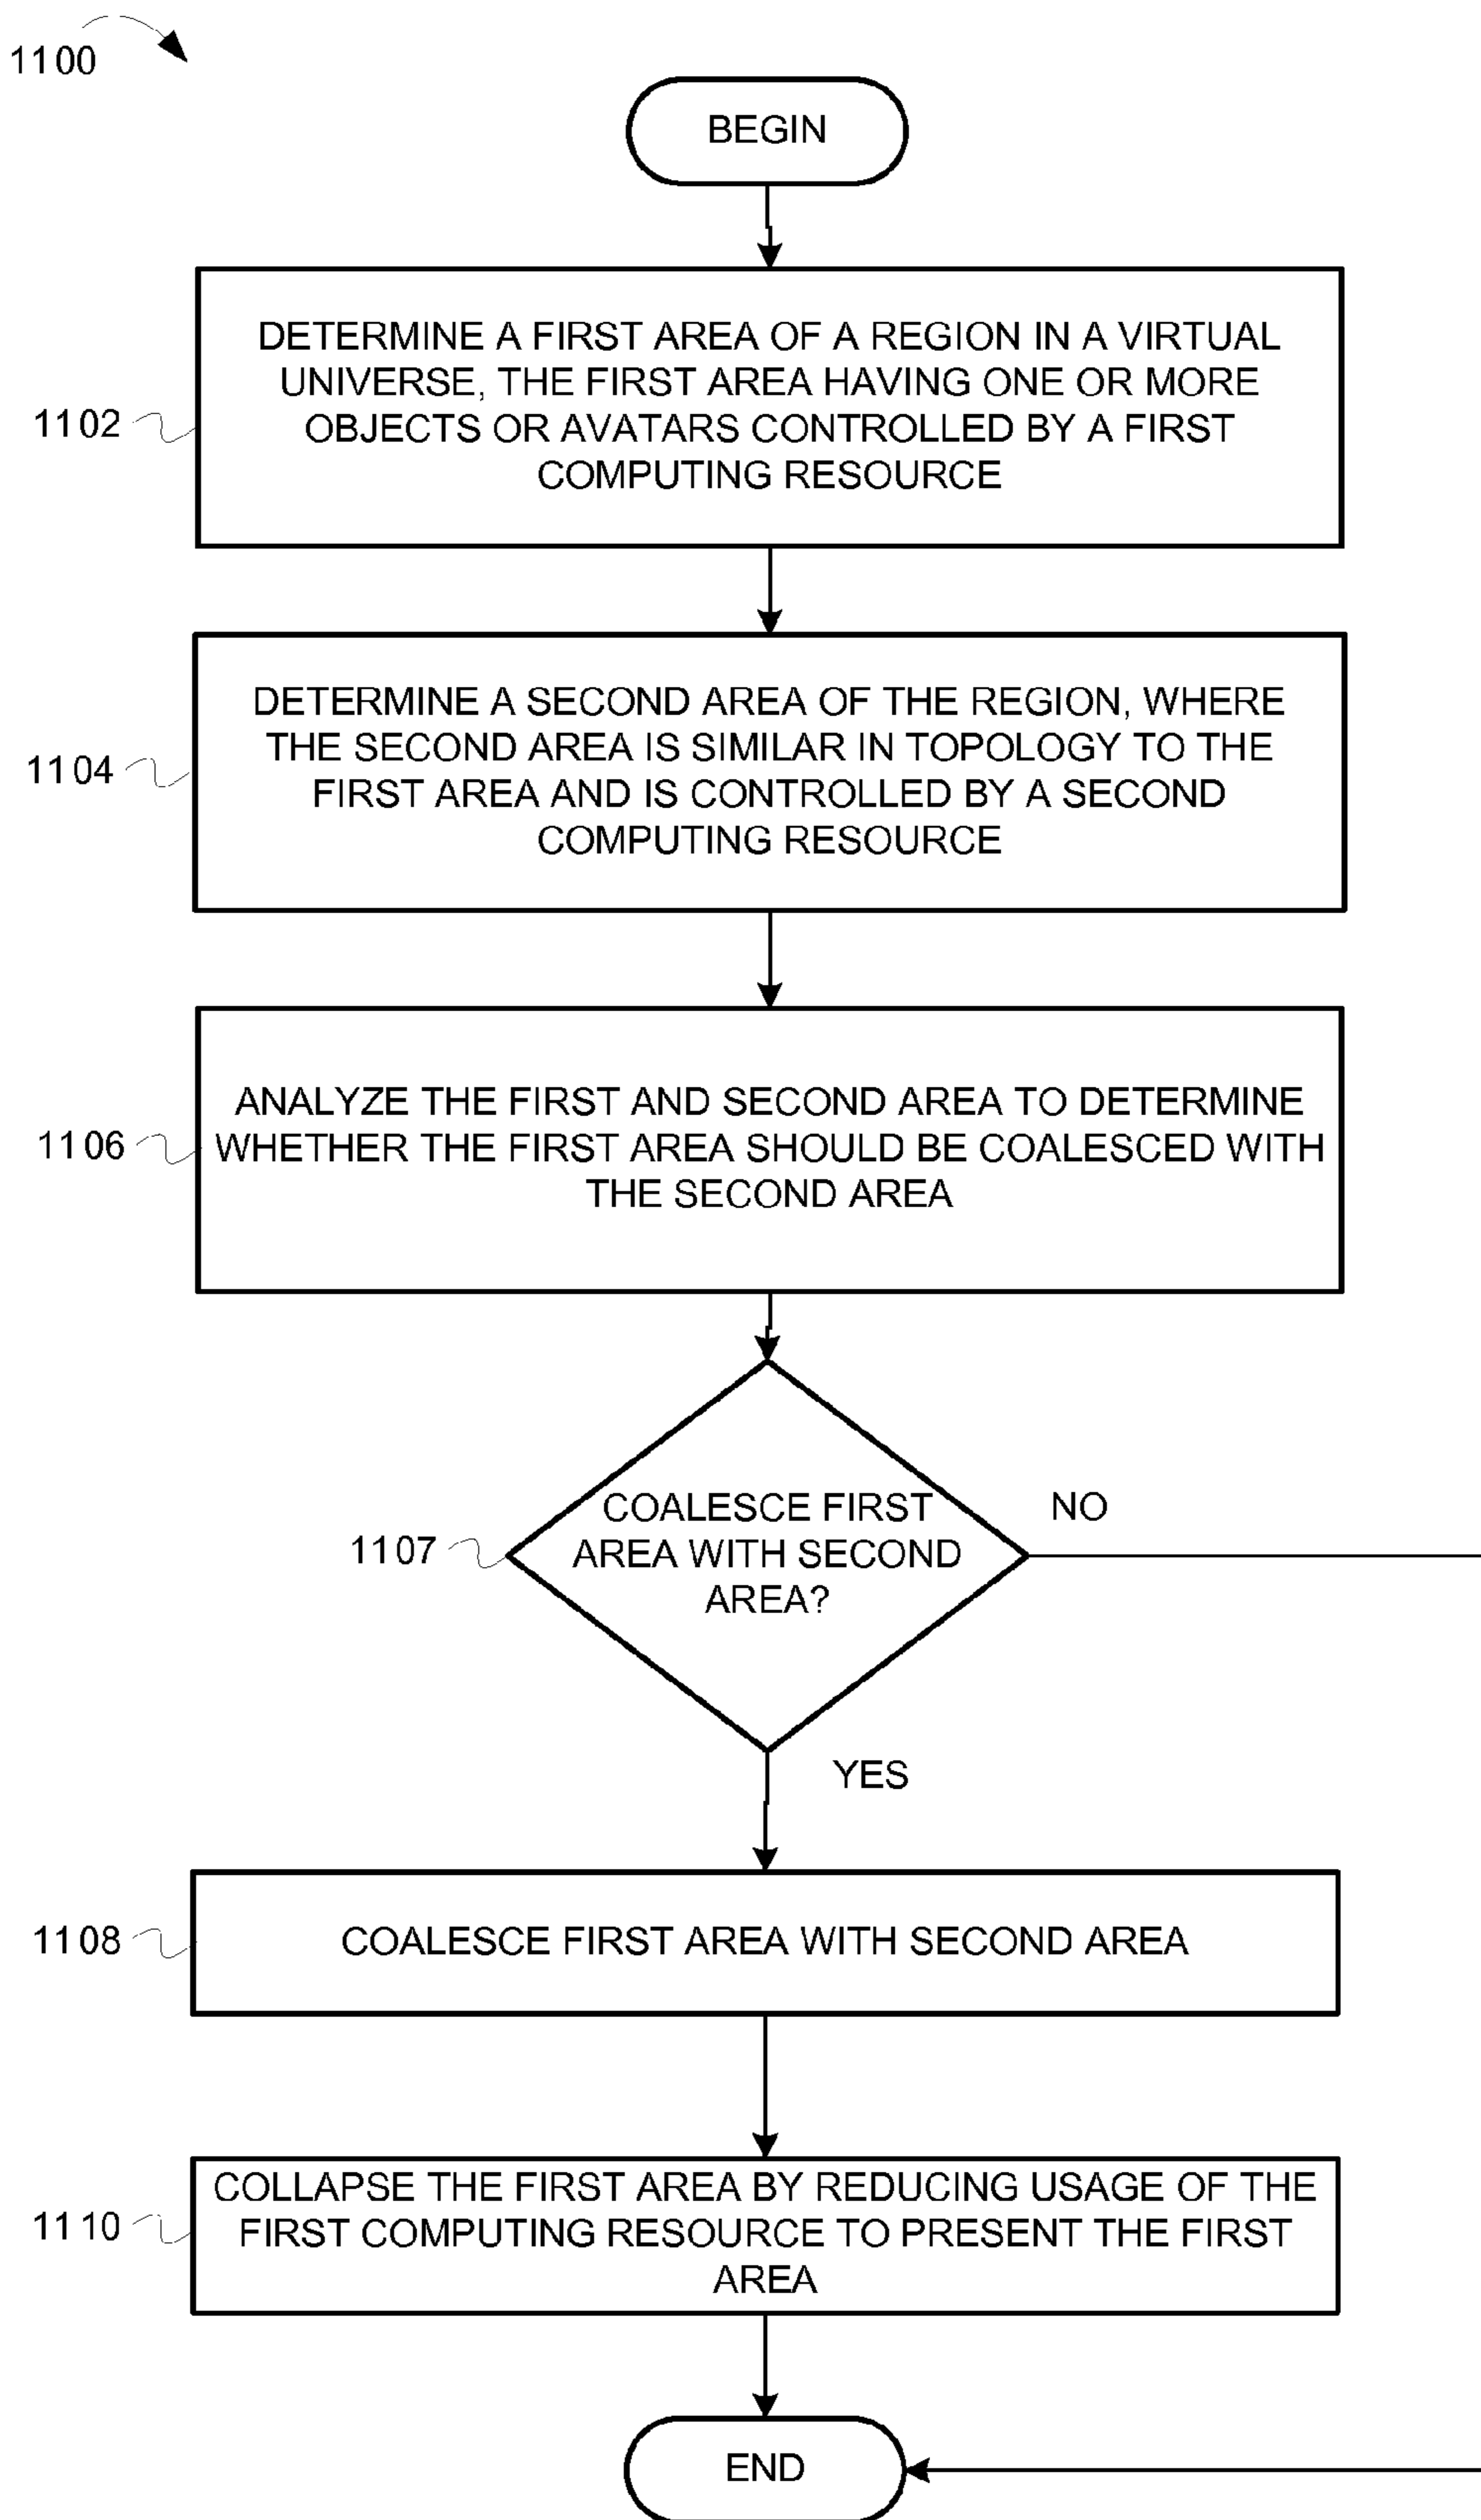 1100
BEGIN
DETERMINE A FIRST AREA OF A REGION IN A VIRTUAL
UNIVERSE, THE FIRST AREA HAVING ONE OR MORE
OBJECTS OR AVATARS CONTROLLED BY A FIRST
COMPUTING RESOURCE
1102
DETERMINE A SECOND AREA OF THE REGION, WHERE
THE SECOND AREA IS SIMILAR IN TOPOLOGY TO THE
FIRST AREA AND IS CONTROLLED BY A SECOND
COMPUTING RESOURCE
1104
ANALYZE THE FIRST AND SECOND AREA TO DETERMINE
WHETHER THE FIRST AREA SHOULD BE COALESCED WITH
THE SECOND AREA
1106
COALESCE FIRST
AREA WITH SECOND
AREA?
1107
NO
YES
1108
COALESCE FIRST AREA WITH SECOND AREA
COLLAPSE THE FIRST AREA BY REDUCING USAGE OF THE
FIRST COMPUTING RESOURCE TO PRESENT THE FIRST
AREA
1110
END